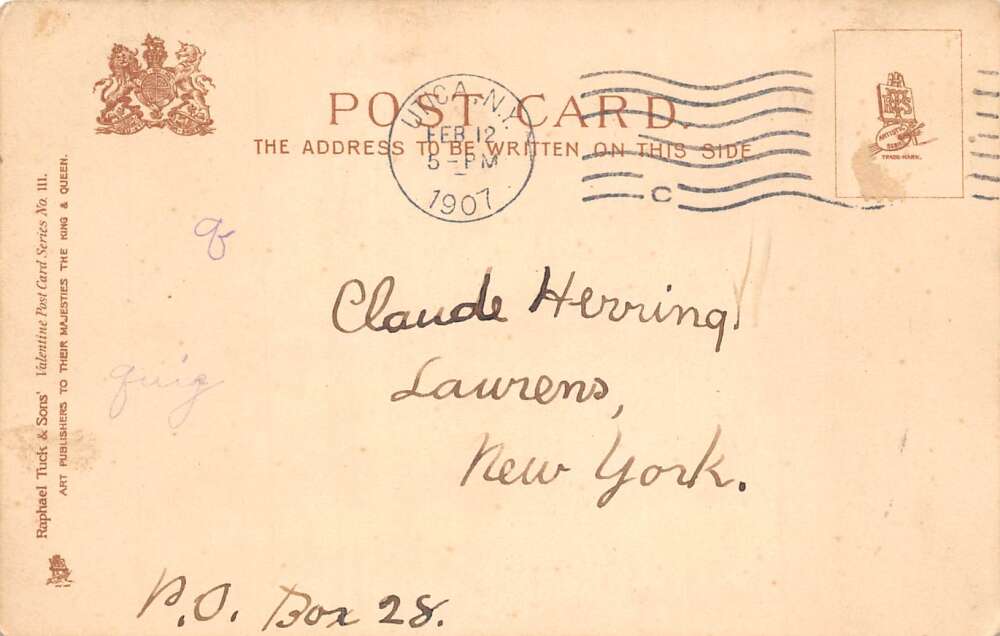 POST CARD.
THE ADDRESS TO BE WRITTEN ON THIS SIDE
UTICA, N.Y.
FEB 12
5-PM
1907
C
ARTISTIC
SERIES
TRADE-MARK.
Raphael Tuck & Sons' Valentine Post Card Series No. 111.
ART PUBLISHERS TO THEIR MAJESTIES THE KING & QUEEN.
Claude Herring
Laurens,
New York.
P.O. Box 28.